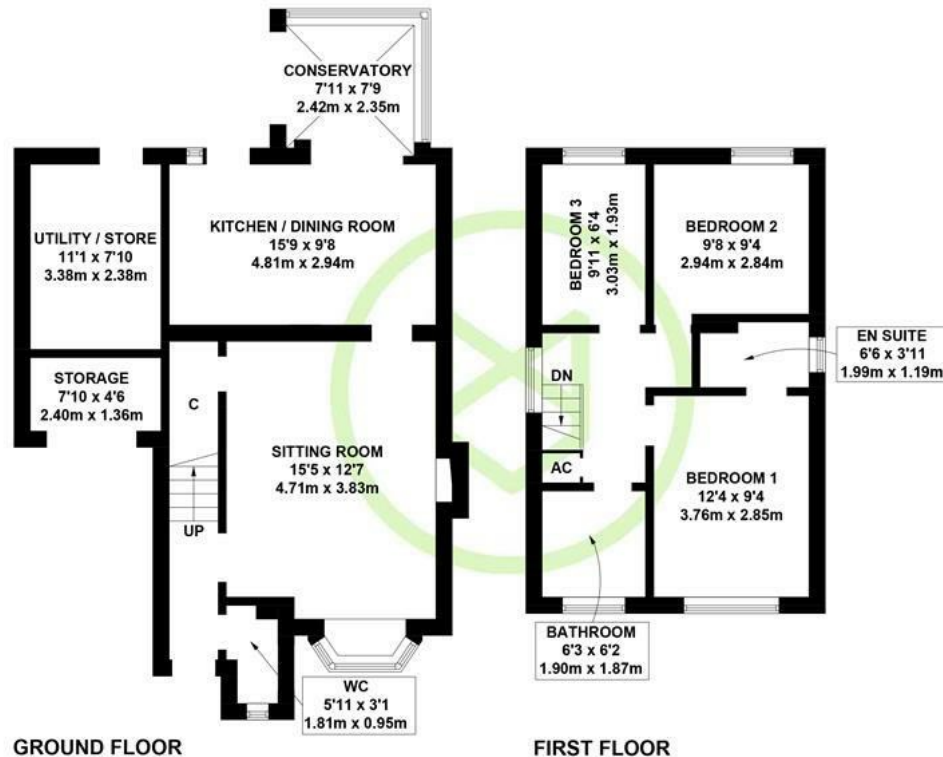 CONSERVATORY
7'11 x 7'9
2.42m x 2.35m
UTILITY / STORE
11'1 x 7'10
3.38m x 2.38m
KITCHEN / DINING ROOM
15'9 x 9'8
4.81m x 2.94m
STORAGE
7'10 x 4'6
2.40m x 1.36m
C
UP
SITTING ROOM
15'5 x 12'7
4.71m x 3.83m
WC
5'11 x 3'1
1.81m x 0.95m
GROUND FLOOR
BEDROOM 3
9'11 x 6'4
3.03m x 1.93m
BEDROOM 2
9'8 x 9'4
2.94m x 2.84m
EN SUITE
6'6 x 3'11
1.99m x 1.19m
DN
AC
BEDROOM 1
12'4 x 9'4
3.76m x 2.85m
BATHROOM
6'3 x 6'2
1.90m x 1.87m
FIRST FLOOR